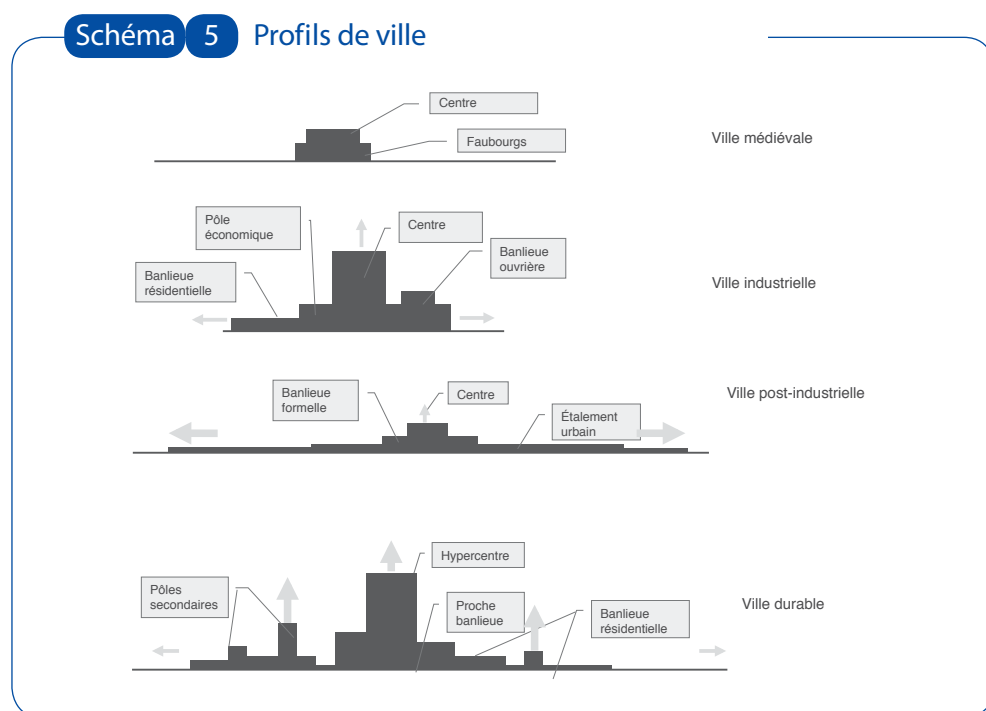 Schéma 5 Profils de ville
Centre
Faubourgs
Ville médiévale
Pôle
économique
Centre
Banlieue
ouvrière
Banlieue
résidentielle
Ville industrielle
Banlieue
formelle
Centre
Étalement
urbain
Ville post-industrielle
Hypercentre
Pôles
secondaires
Proche
banlieue
Banlieue
résidentielle
Ville durable